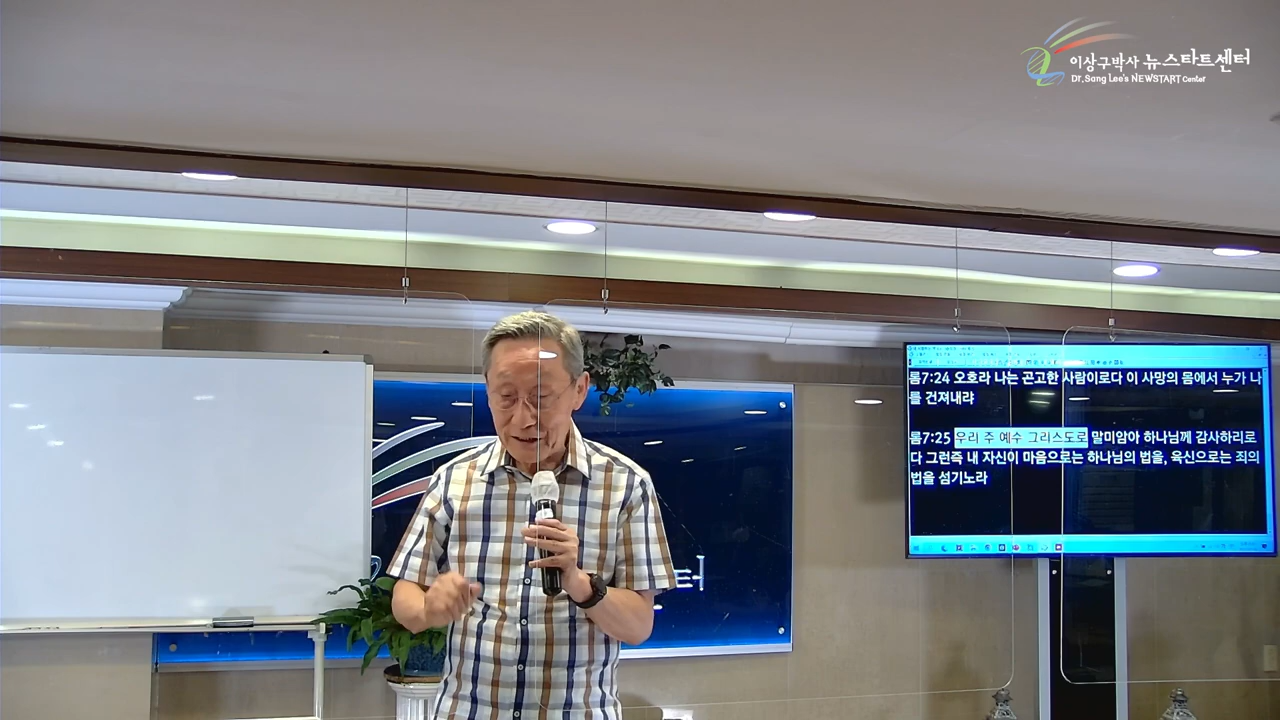 이상구박사 뉴스타트센터
Dr. Sang Lee's NEWSTART Center
롬7:24 오호라 나는 곤고한 사람이로다 이 사망의 몸에서 누가 나
를 건져내랴
롬7:25 우리 주 예수 그리스도로 말미암아 하나님께 감사하리로
다 그런즉 내 자신이 마음으로는 하나님의 법을, 육신으로는 죄의
법을 섬기노라
터